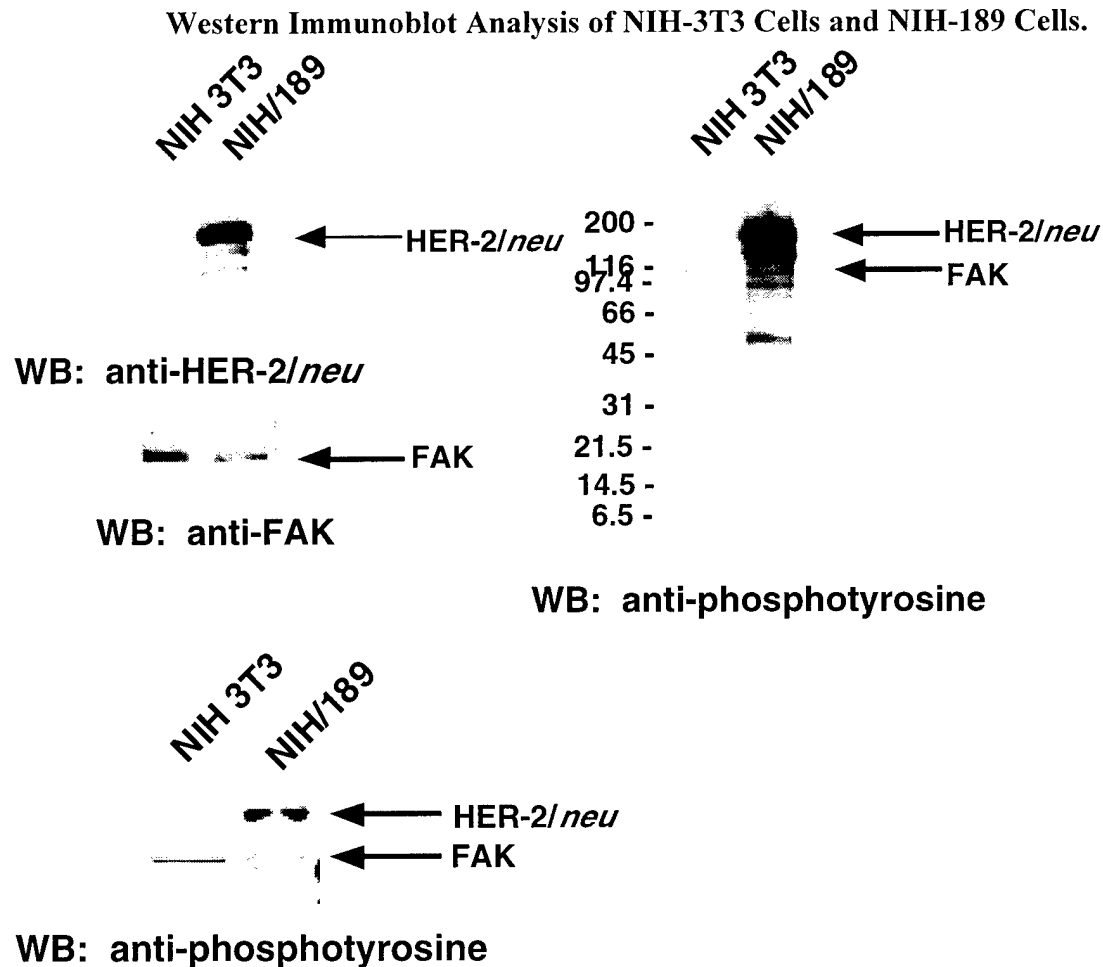 Western Immunoblot Analysis of NIH-3T3 Cells and NIH-189 Cells.
NIH 3T3
NIH/189
HER-2/neu
WB: anti-HER-2/neu
FAK
WB: anti-FAK
NIH 3T3
NIH/189
200 -
116 -
97.4 -
66 -
45 -
31 -
21.5 -
14.5 -
6.5 -
HER-2/neu
FAK
WB: anti-phosphotyrosine
NIH 3T3
NIH/189
HER-2/neu
FAK
WB: anti-phosphotyrosine